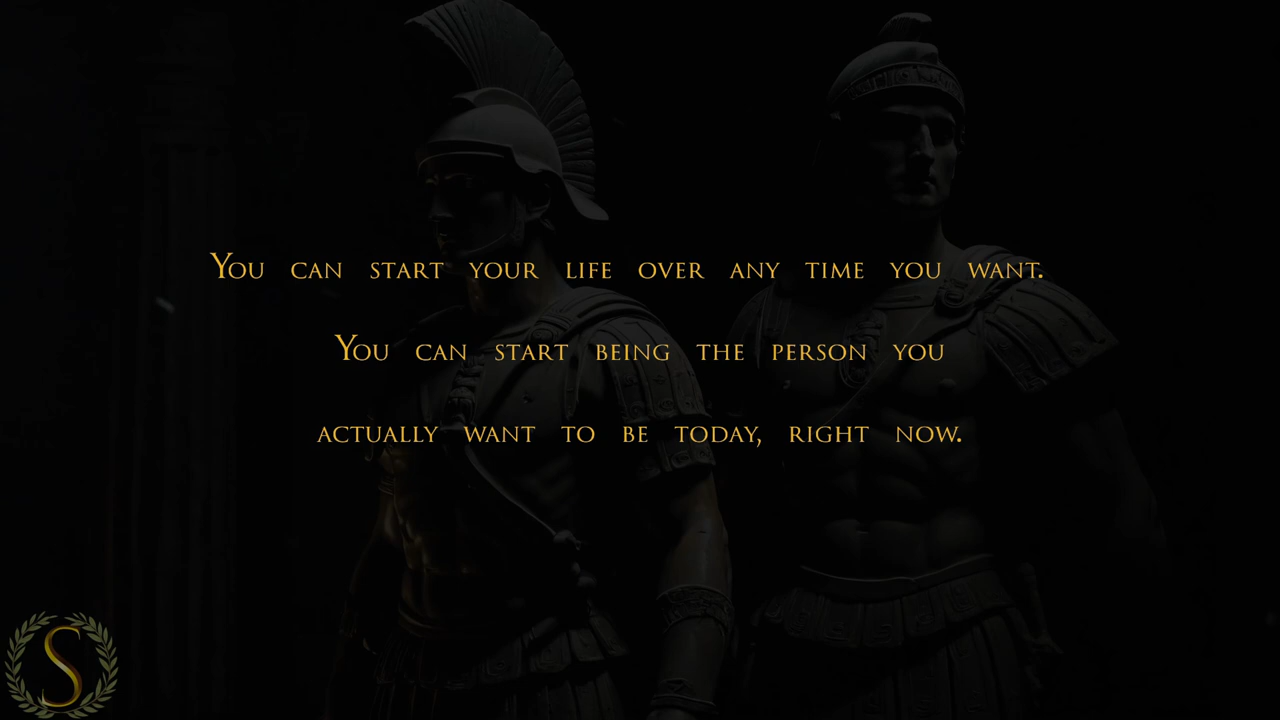 You can start your life over any time you want.
You can start being the person you
actually want to be today, right now.
S